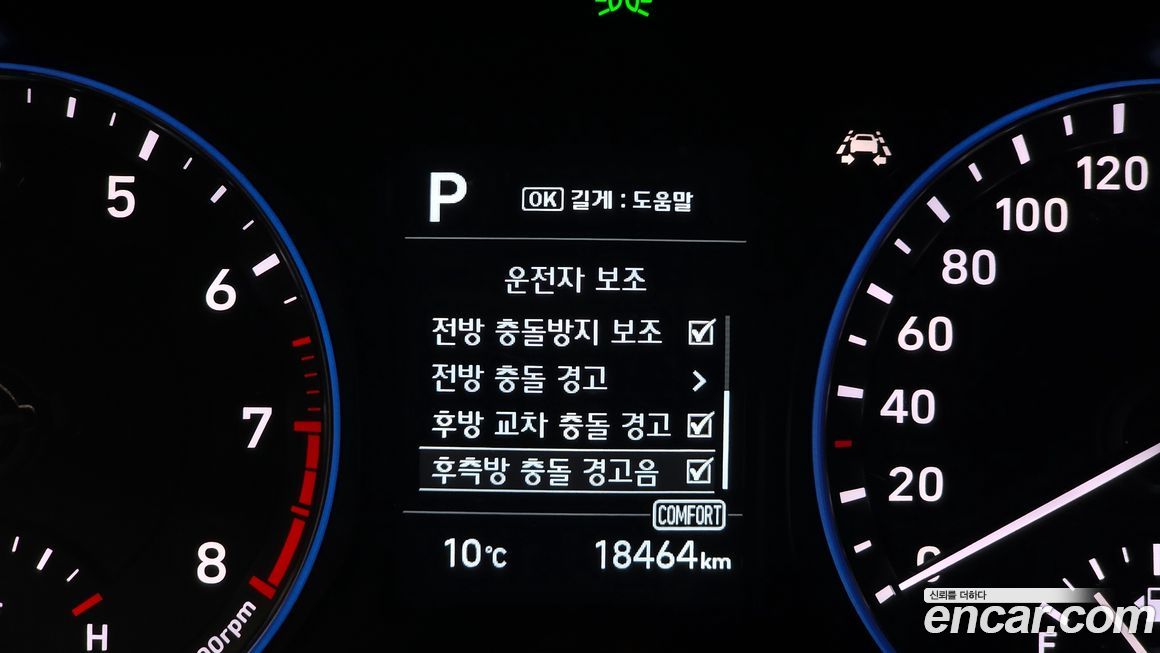 P
OK 길게 : 도움말
운전자 보조
전방 충돌방지 보조
전방 충돌 경고 >
후방 교차 충돌 경고
후측방 충돌 경고음
COMFORT
10℃ 18464km
5
6
7
8
H
00rpm
120
100
80
60
40
20
0
E
신뢰를 더하다
encar.com